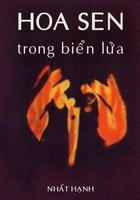 HOA SEN
trong biển lửa
NHẤT HẠNH